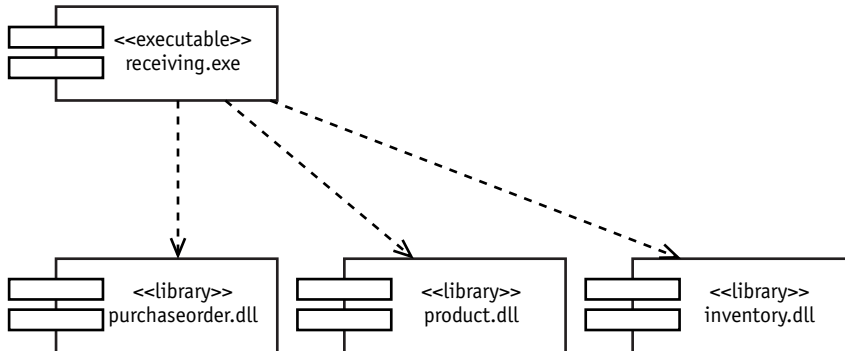 <<executable>>
receiving.exe
<<library>>
purchaseorder.dll
<<library>>
product.dll
<<library>>
inventory.dll